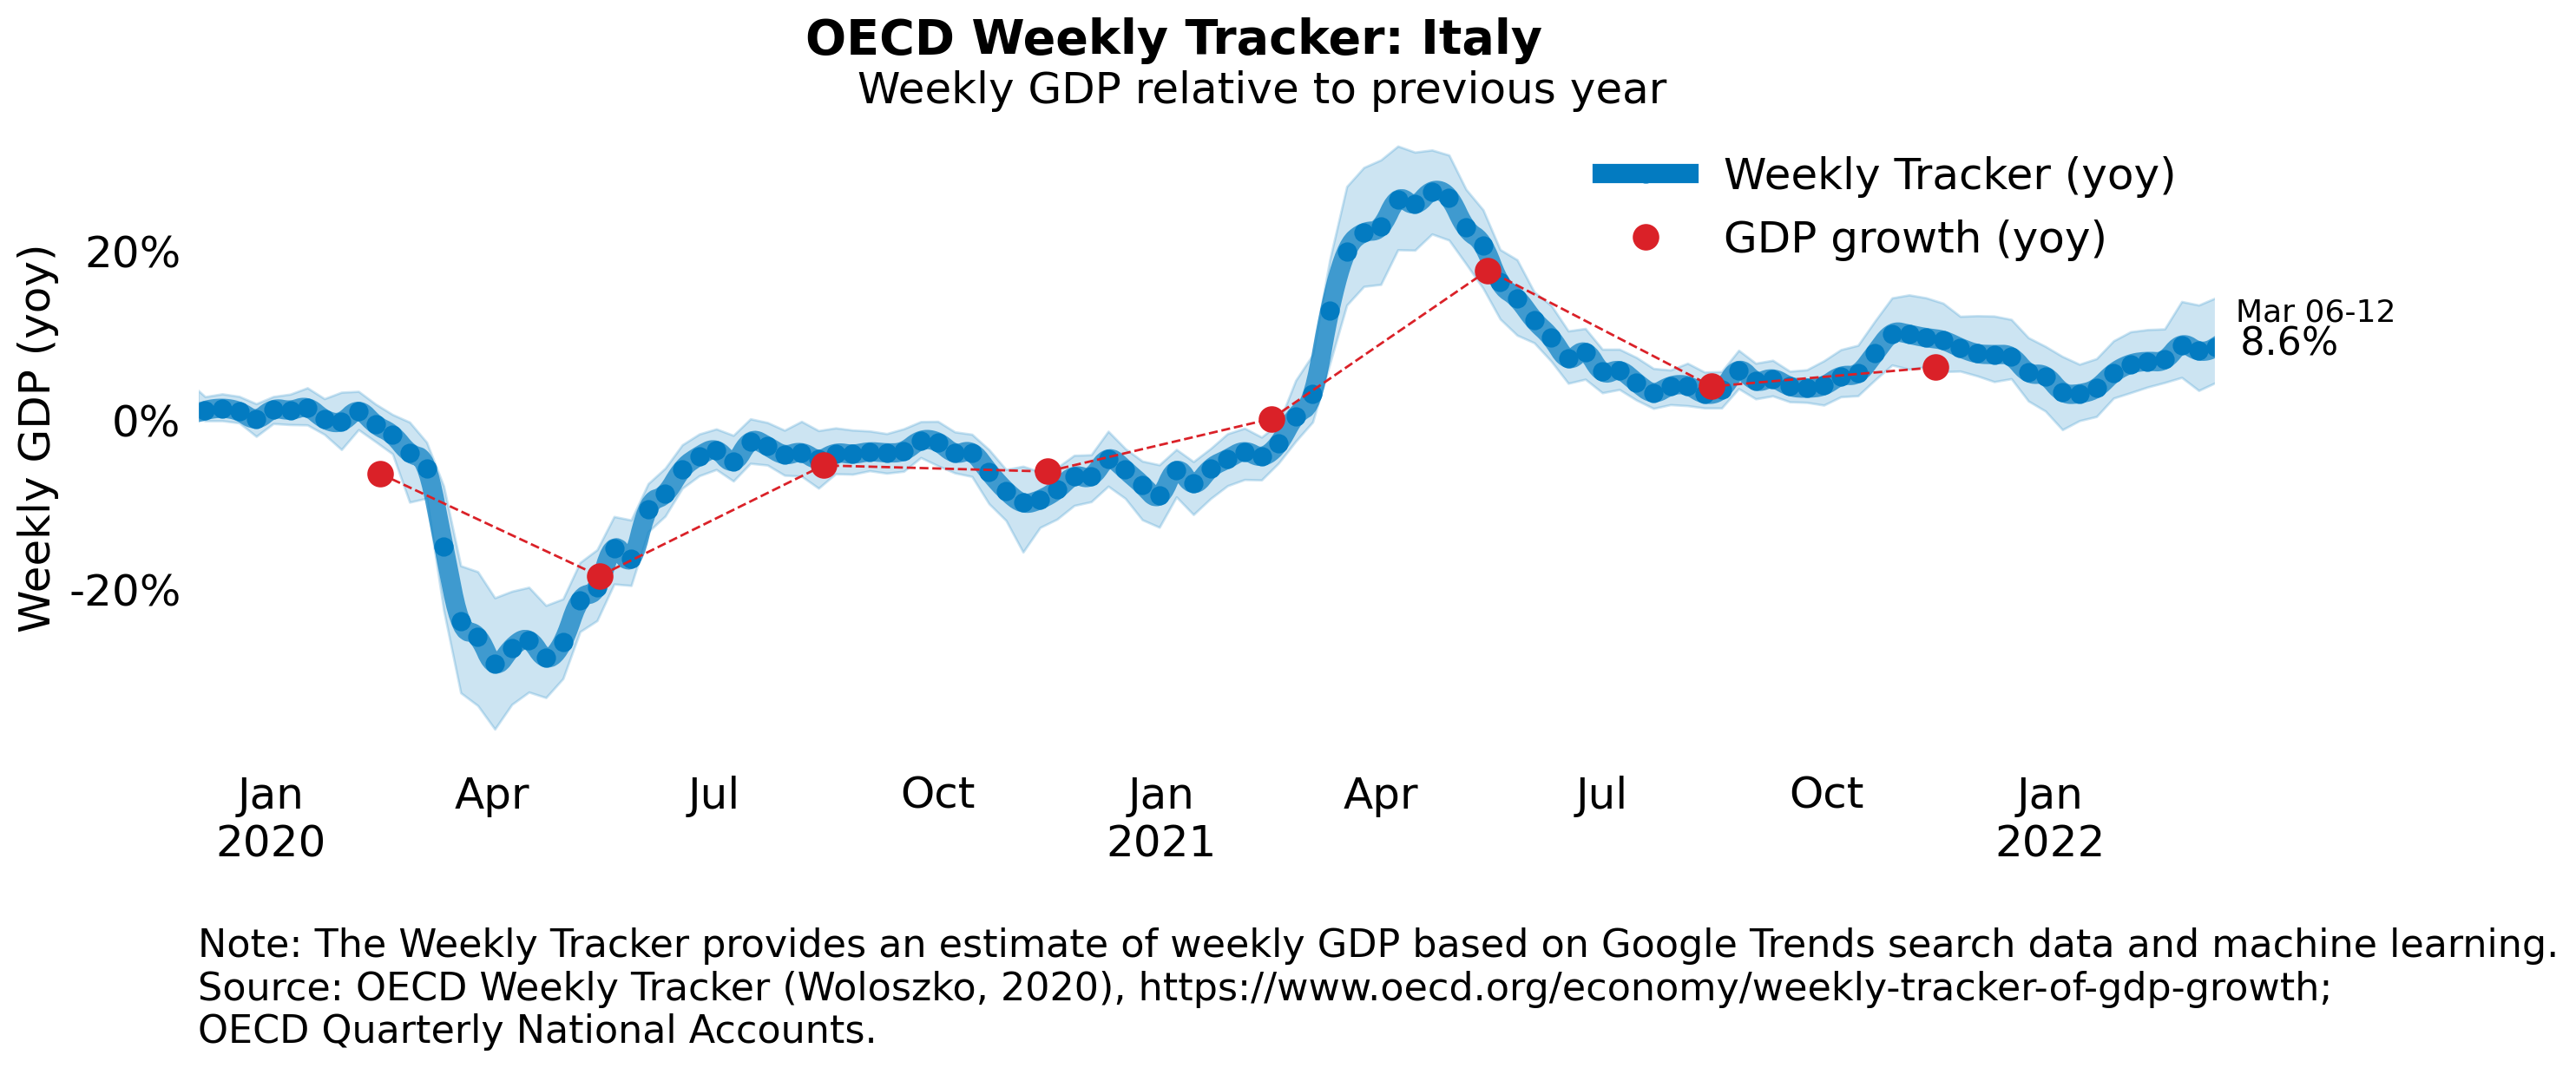 OECD Weekly Tracker: Italy
Weekly GDP relative to previous year
Weekly Tracker (yoy)
GDP growth (yoy)
Weekly GDP (yoy)
20%
0%
-20%
Mar 06-12
8.6%
Jan Apr Jul Oct Jan Apr Jul Oct Jan
2020 2021 2022
Note: The Weekly Tracker provides an estimate of weekly GDP based on Google Trends search data and machine learning.
Source: OECD Weekly Tracker (Woloszko, 2020), https://www.oecd.org/economy/weekly-tracker-of-gdp-growth;
OECD Quarterly National Accounts.